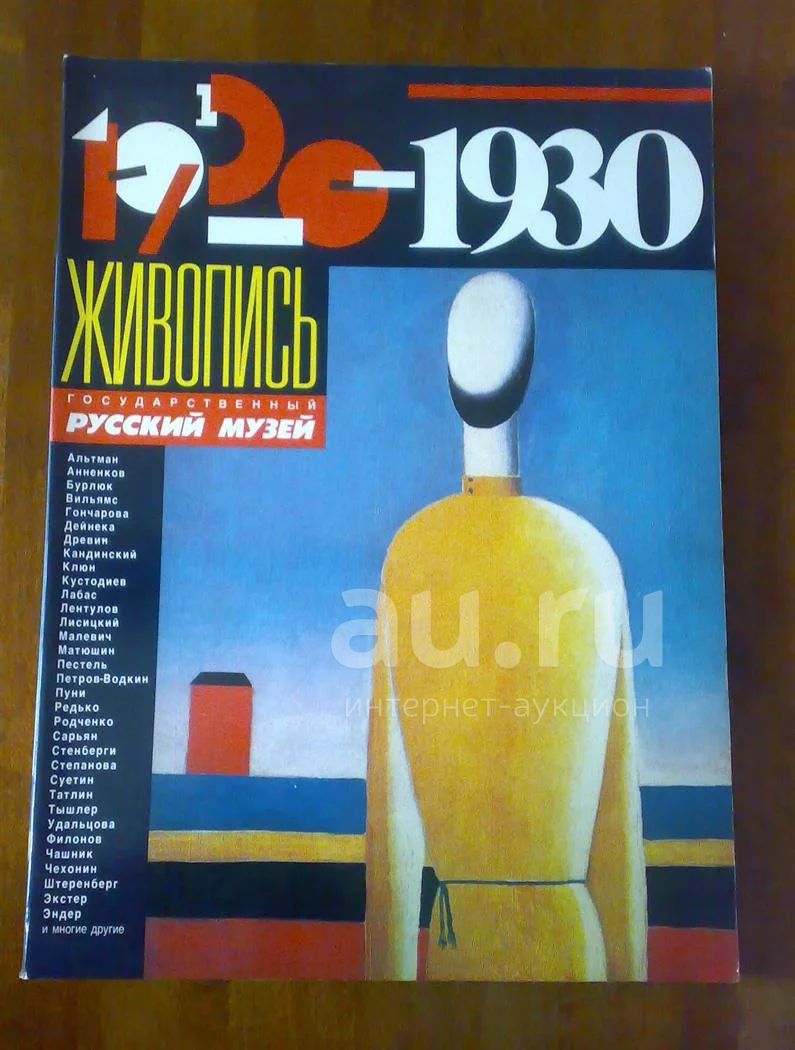 1920-1930
ЖИВОПИСЬ
ГОСУДАРСТВЕННЫЙ
РУССКИЙ МУЗЕЙ
Альтман
Анненков
Бурлюк
Вильямс
Гончарова
Дейнека
Древин
Кандинский
Клюн
Кустодиев
Лабас
Лентулов
Лисицкий
Малевич
Матюшин
Пестель
Петров-Водкин
Пуни
Редько
Родченко
Сарьян
Стенберги
Степанова
Суетин
Татлин
Тышлер
Удальцова
Филонов
Чашник
Чехонин
Штеренберг
Экстер
Эндер
и многие другие
au.ru
интернет-аукцион